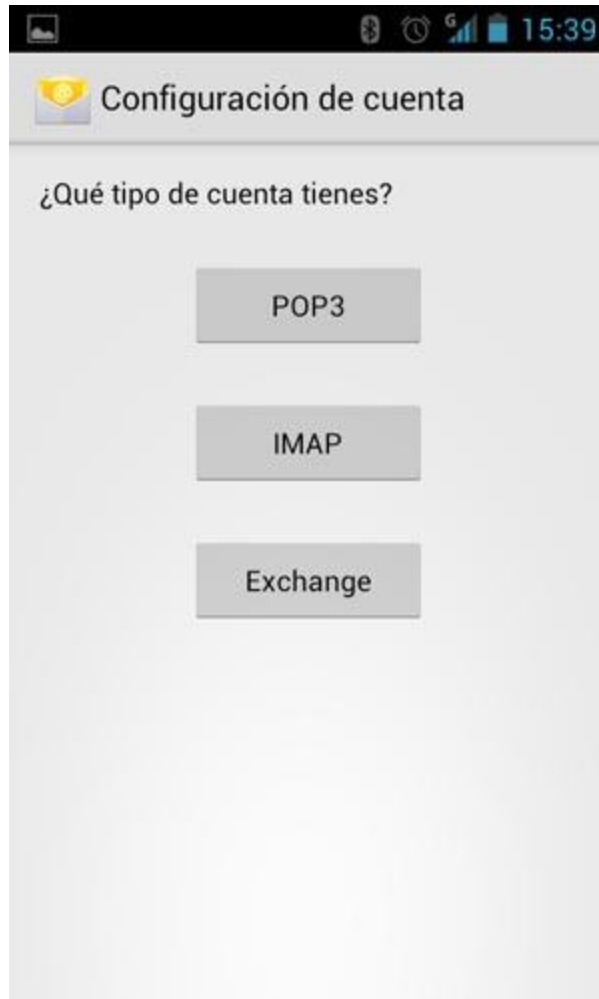 G 15:39
Configuración de cuenta
¿Qué tipo de cuenta tienes?
POP3
IMAP
Exchange